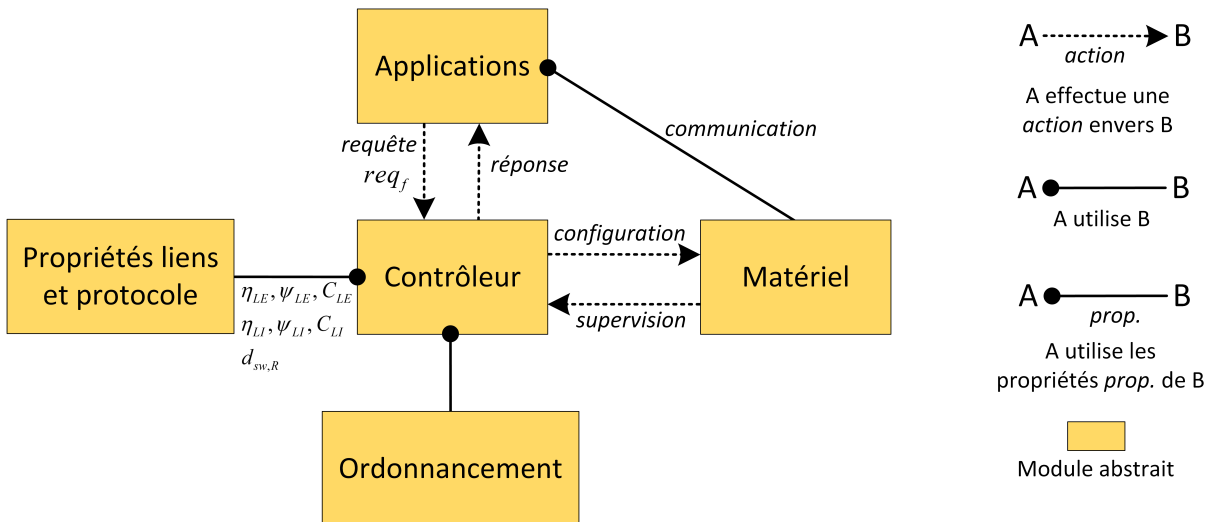 Applications
requête
req_f
réponse
communication
Propriétés liens
et protocole
η_LE, ψ_LE, C_LE
η_LI, ψ_LI, C_LI
d_sw,R
Contrôleur
configuration
supervision
Matériel
Ordonnancement
A B
action
A effectue une
action envers B
A B
A utilise B
A B
prop.
A utilise les
propriétés prop. de B
Module abstrait